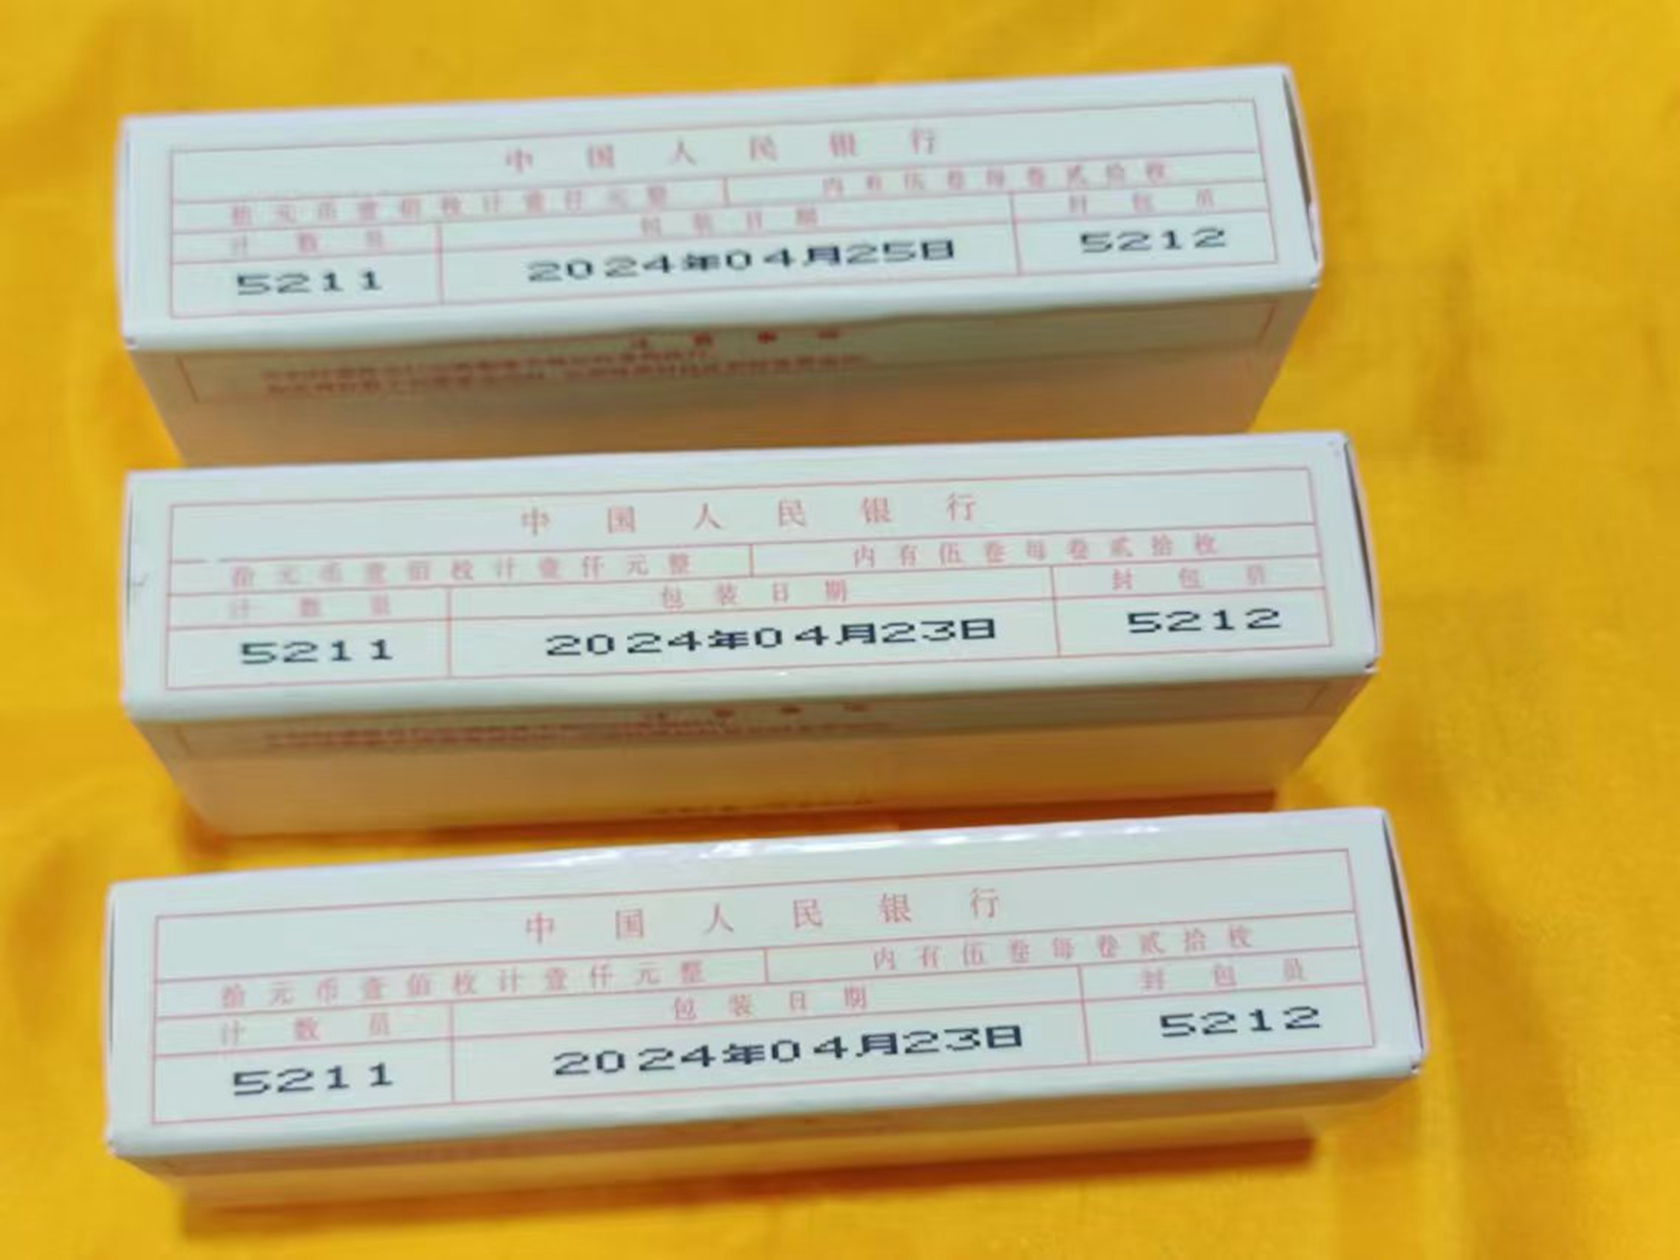 中国人民银行
拾元币壹佰枚计壹仟元整 内有伍卷每卷贰拾枚
计数员 包装日期 封包员
5211 2024年04月25日 5212
注意事项
中国人民银行
拾元币壹佰枚计壹仟元整 内有伍卷每卷贰拾枚
计数员 包装日期 封包员
5211 2024年04月23日 5212
中国人民银行
拾元币壹佰枚计壹仟元整 内有伍卷每卷贰拾枚
计数员 包装日期 封包员
5211 2024年04月23日 5212